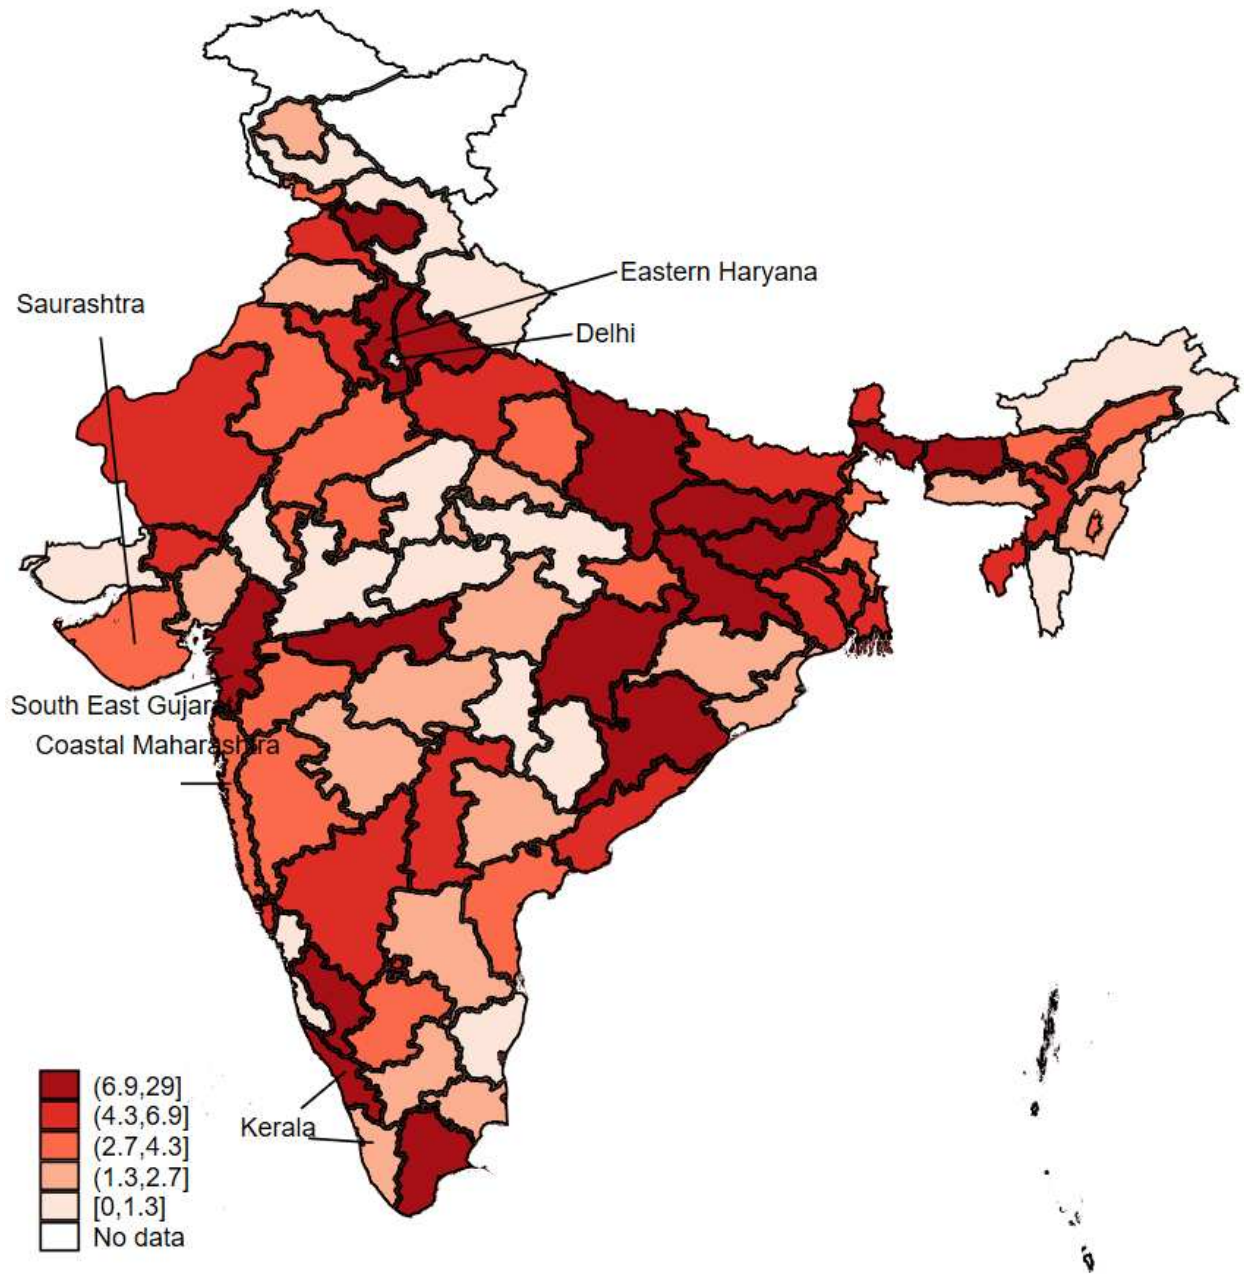 Eastern Haryana
Saurashtra
Delhi
South East Gujarat
Coastal Maharashtra
Kerala
(6.9,29]
(4.3,6.9]
(2.7,4.3]
(1.3,2.7]
[0,1.3]
No data